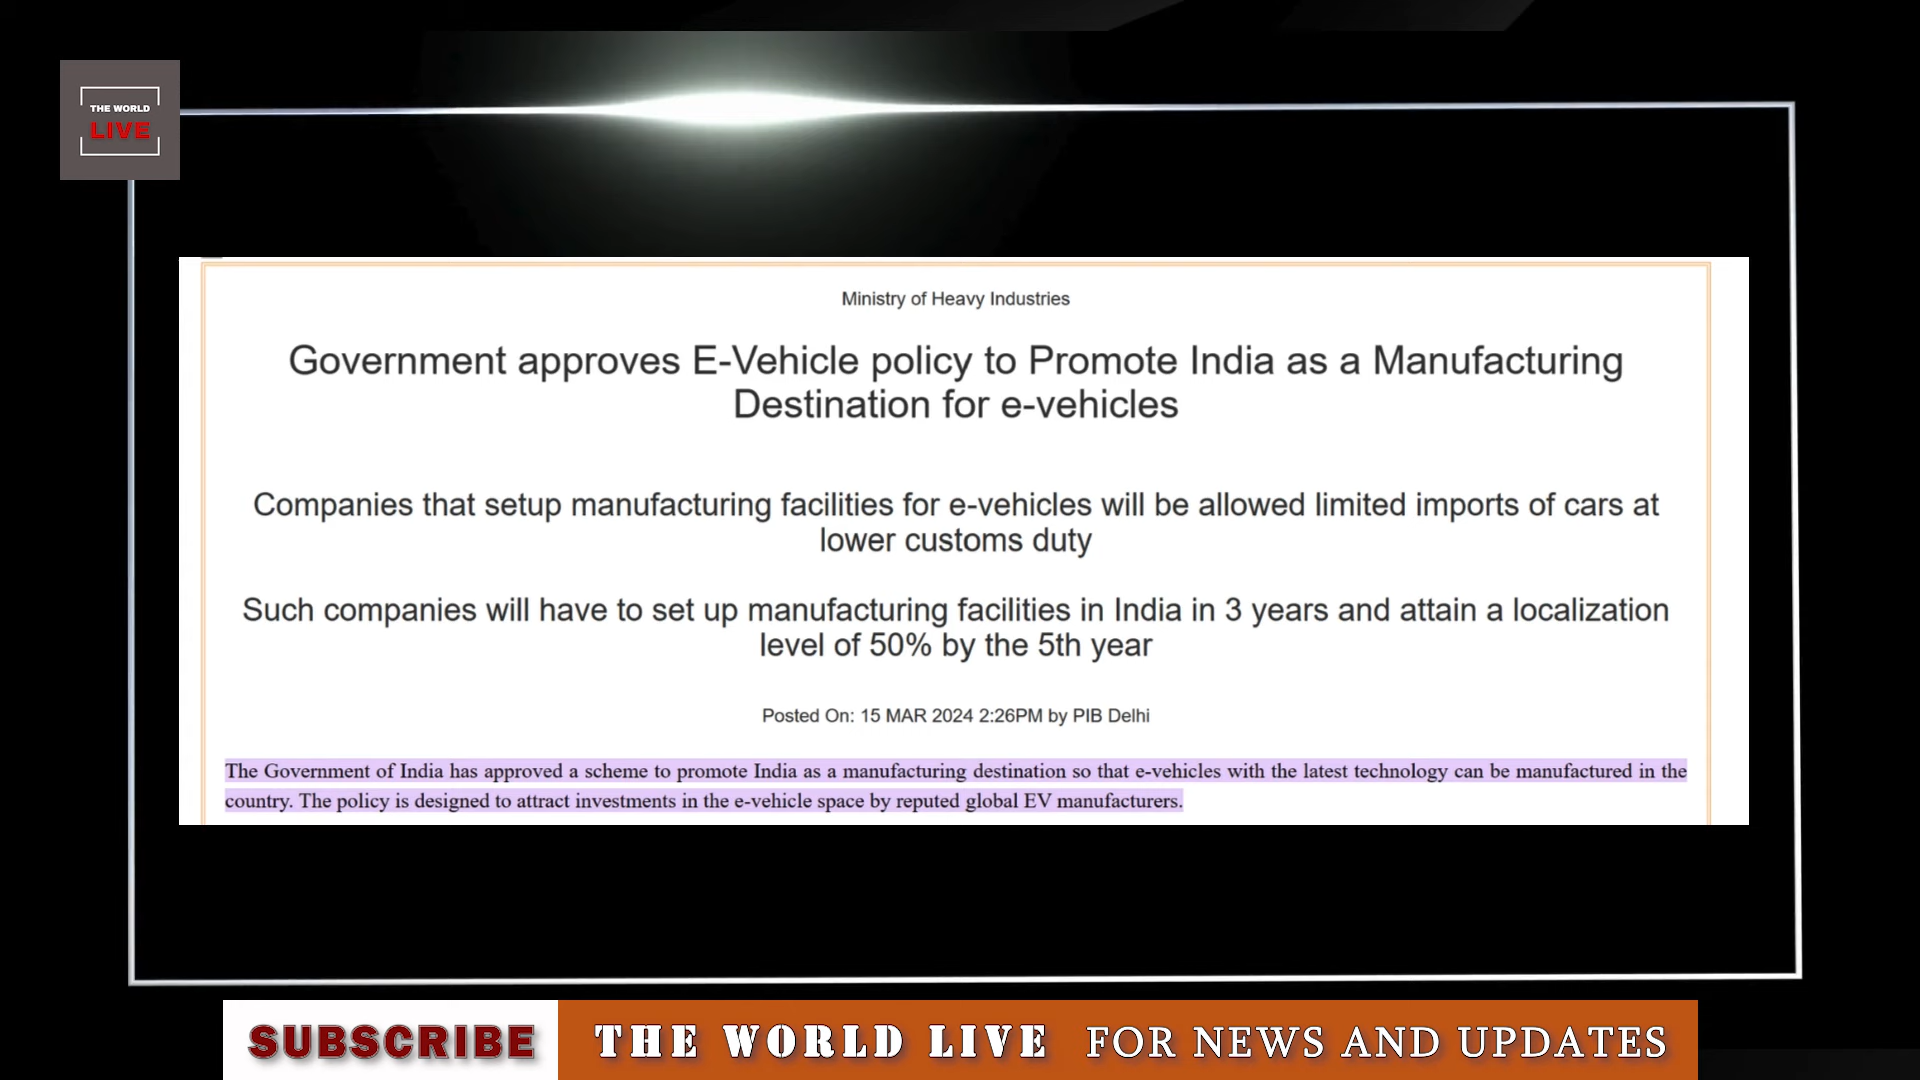 THE WORLD
LIVE
Ministry of Heavy Industries
Government approves E-Vehicle policy to Promote India as a Manufacturing
Destination for e-vehicles
Companies that setup manufacturing facilities for e-vehicles will be allowed limited imports of cars at
lower customs duty
Such companies will have to set up manufacturing facilities in India in 3 years and attain a localization
level of 50% by the 5th year
Posted On: 15 MAR 2024 2:26PM by PIB Delhi
The Government of India has approved a scheme to promote India as a manufacturing destination so that e-vehicles with the latest technology can be manufactured in the
country. The policy is designed to attract investments in the e-vehicle space by reputed global EV manufacturers.
SUBSCRIBE THE WORLD LIVE FOR NEWS AND UPDATES